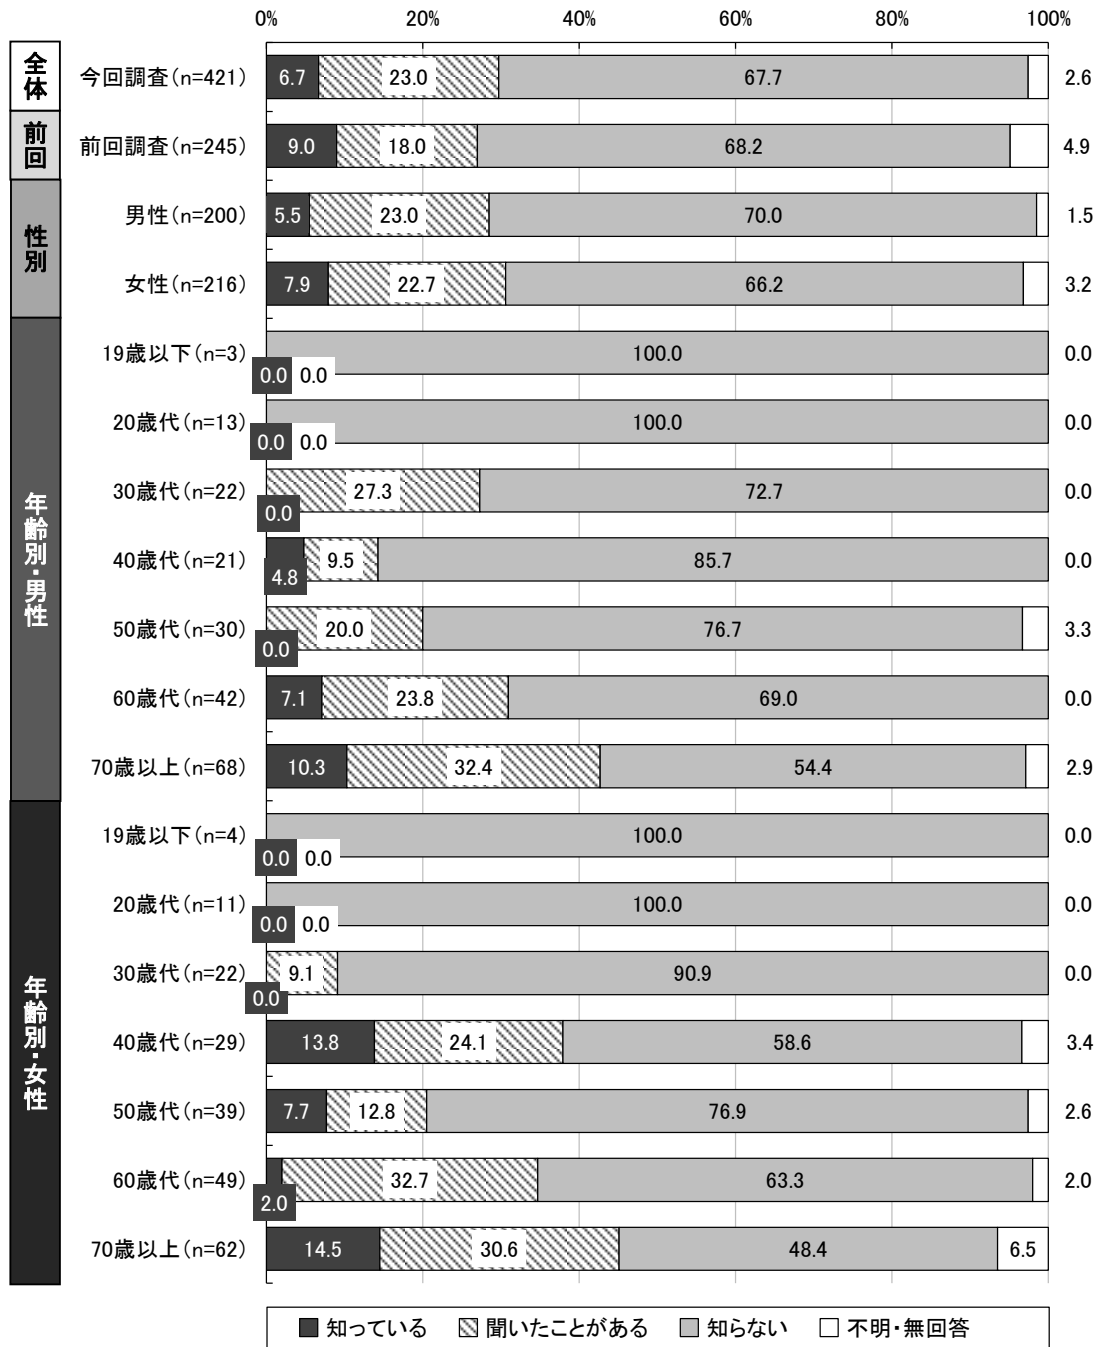 0% 20% 40% 60% 80% 100%
全体
今回調査(n=421) 6.7 23.0 67.7 2.6
前回
前回調査(n=245) 9.0 18.0 68.2 4.9
性別
男性(n=200) 5.5 23.0 70.0 1.5
女性(n=216) 7.9 22.7 66.2 3.2
年齢別・男性
19歳以下(n=3) 0.0 0.0 100.0 0.0
20歳代(n=13) 0.0 0.0 100.0 0.0
30歳代(n=22) 0.0 27.3 72.7 0.0
40歳代(n=21) 4.8 9.5 85.7 0.0
50歳代(n=30) 0.0 20.0 76.7 3.3
60歳代(n=42) 7.1 23.8 69.0 0.0
70歳以上(n=68) 10.3 32.4 54.4 2.9
年齢別・女性
19歳以下(n=4) 0.0 0.0 100.0 0.0
20歳代(n=11) 0.0 0.0 100.0 0.0
30歳代(n=22) 0.0 9.1 90.9 0.0
40歳代(n=29) 13.8 24.1 58.6 3.4
50歳代(n=39) 7.7 12.8 76.9 2.6
60歳代(n=49) 2.0 32.7 63.3 2.0
70歳以上(n=62) 14.5 30.6 48.4 6.5
知っている 聞いたことがある 知らない 不明・無回答